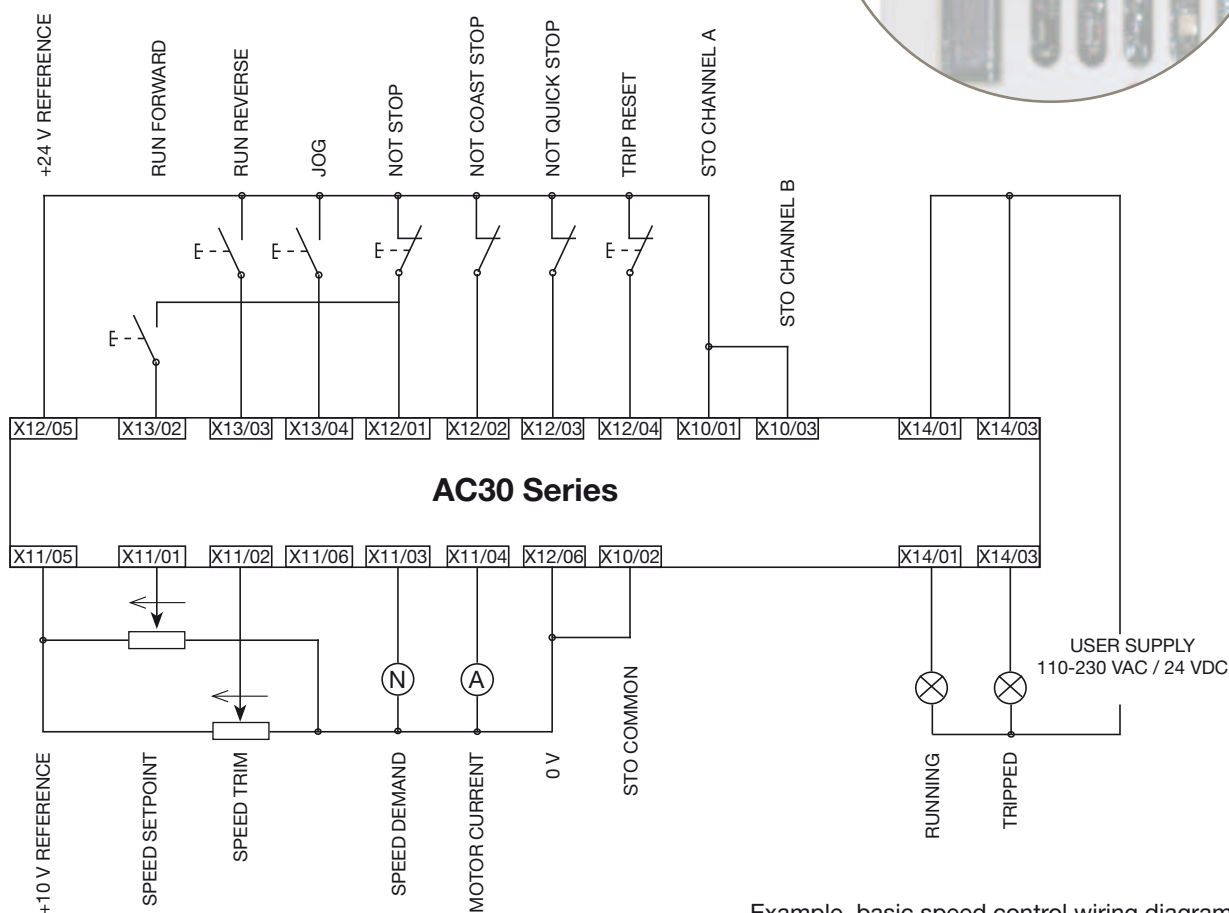 +24 V REFERENCE
RUN FORWARD
RUN REVERSE
JOG
NOT STOP
NOT COAST STOP
NOT QUICK STOP
TRIP RESET
STO CHANNEL A
STO CHANNEL B
X12/05
X13/02
X13/03
X13/04
X12/01
X12/02
X12/03
X12/04
X10/01
X10/03
X14/01
X14/03
AC30 Series
X11/05
X11/01
X11/02
X11/06
X11/03
X11/04
X12/06
X10/02
X14/01
X14/03
N
A
USER SUPPLY
110-230 VAC / 24 VDC
+10 V REFERENCE
SPEED SETPOINT
SPEED TRIM
SPEED DEMAND
MOTOR CURRENT
0 V
STO COMMON
RUNNING
TRIPPED